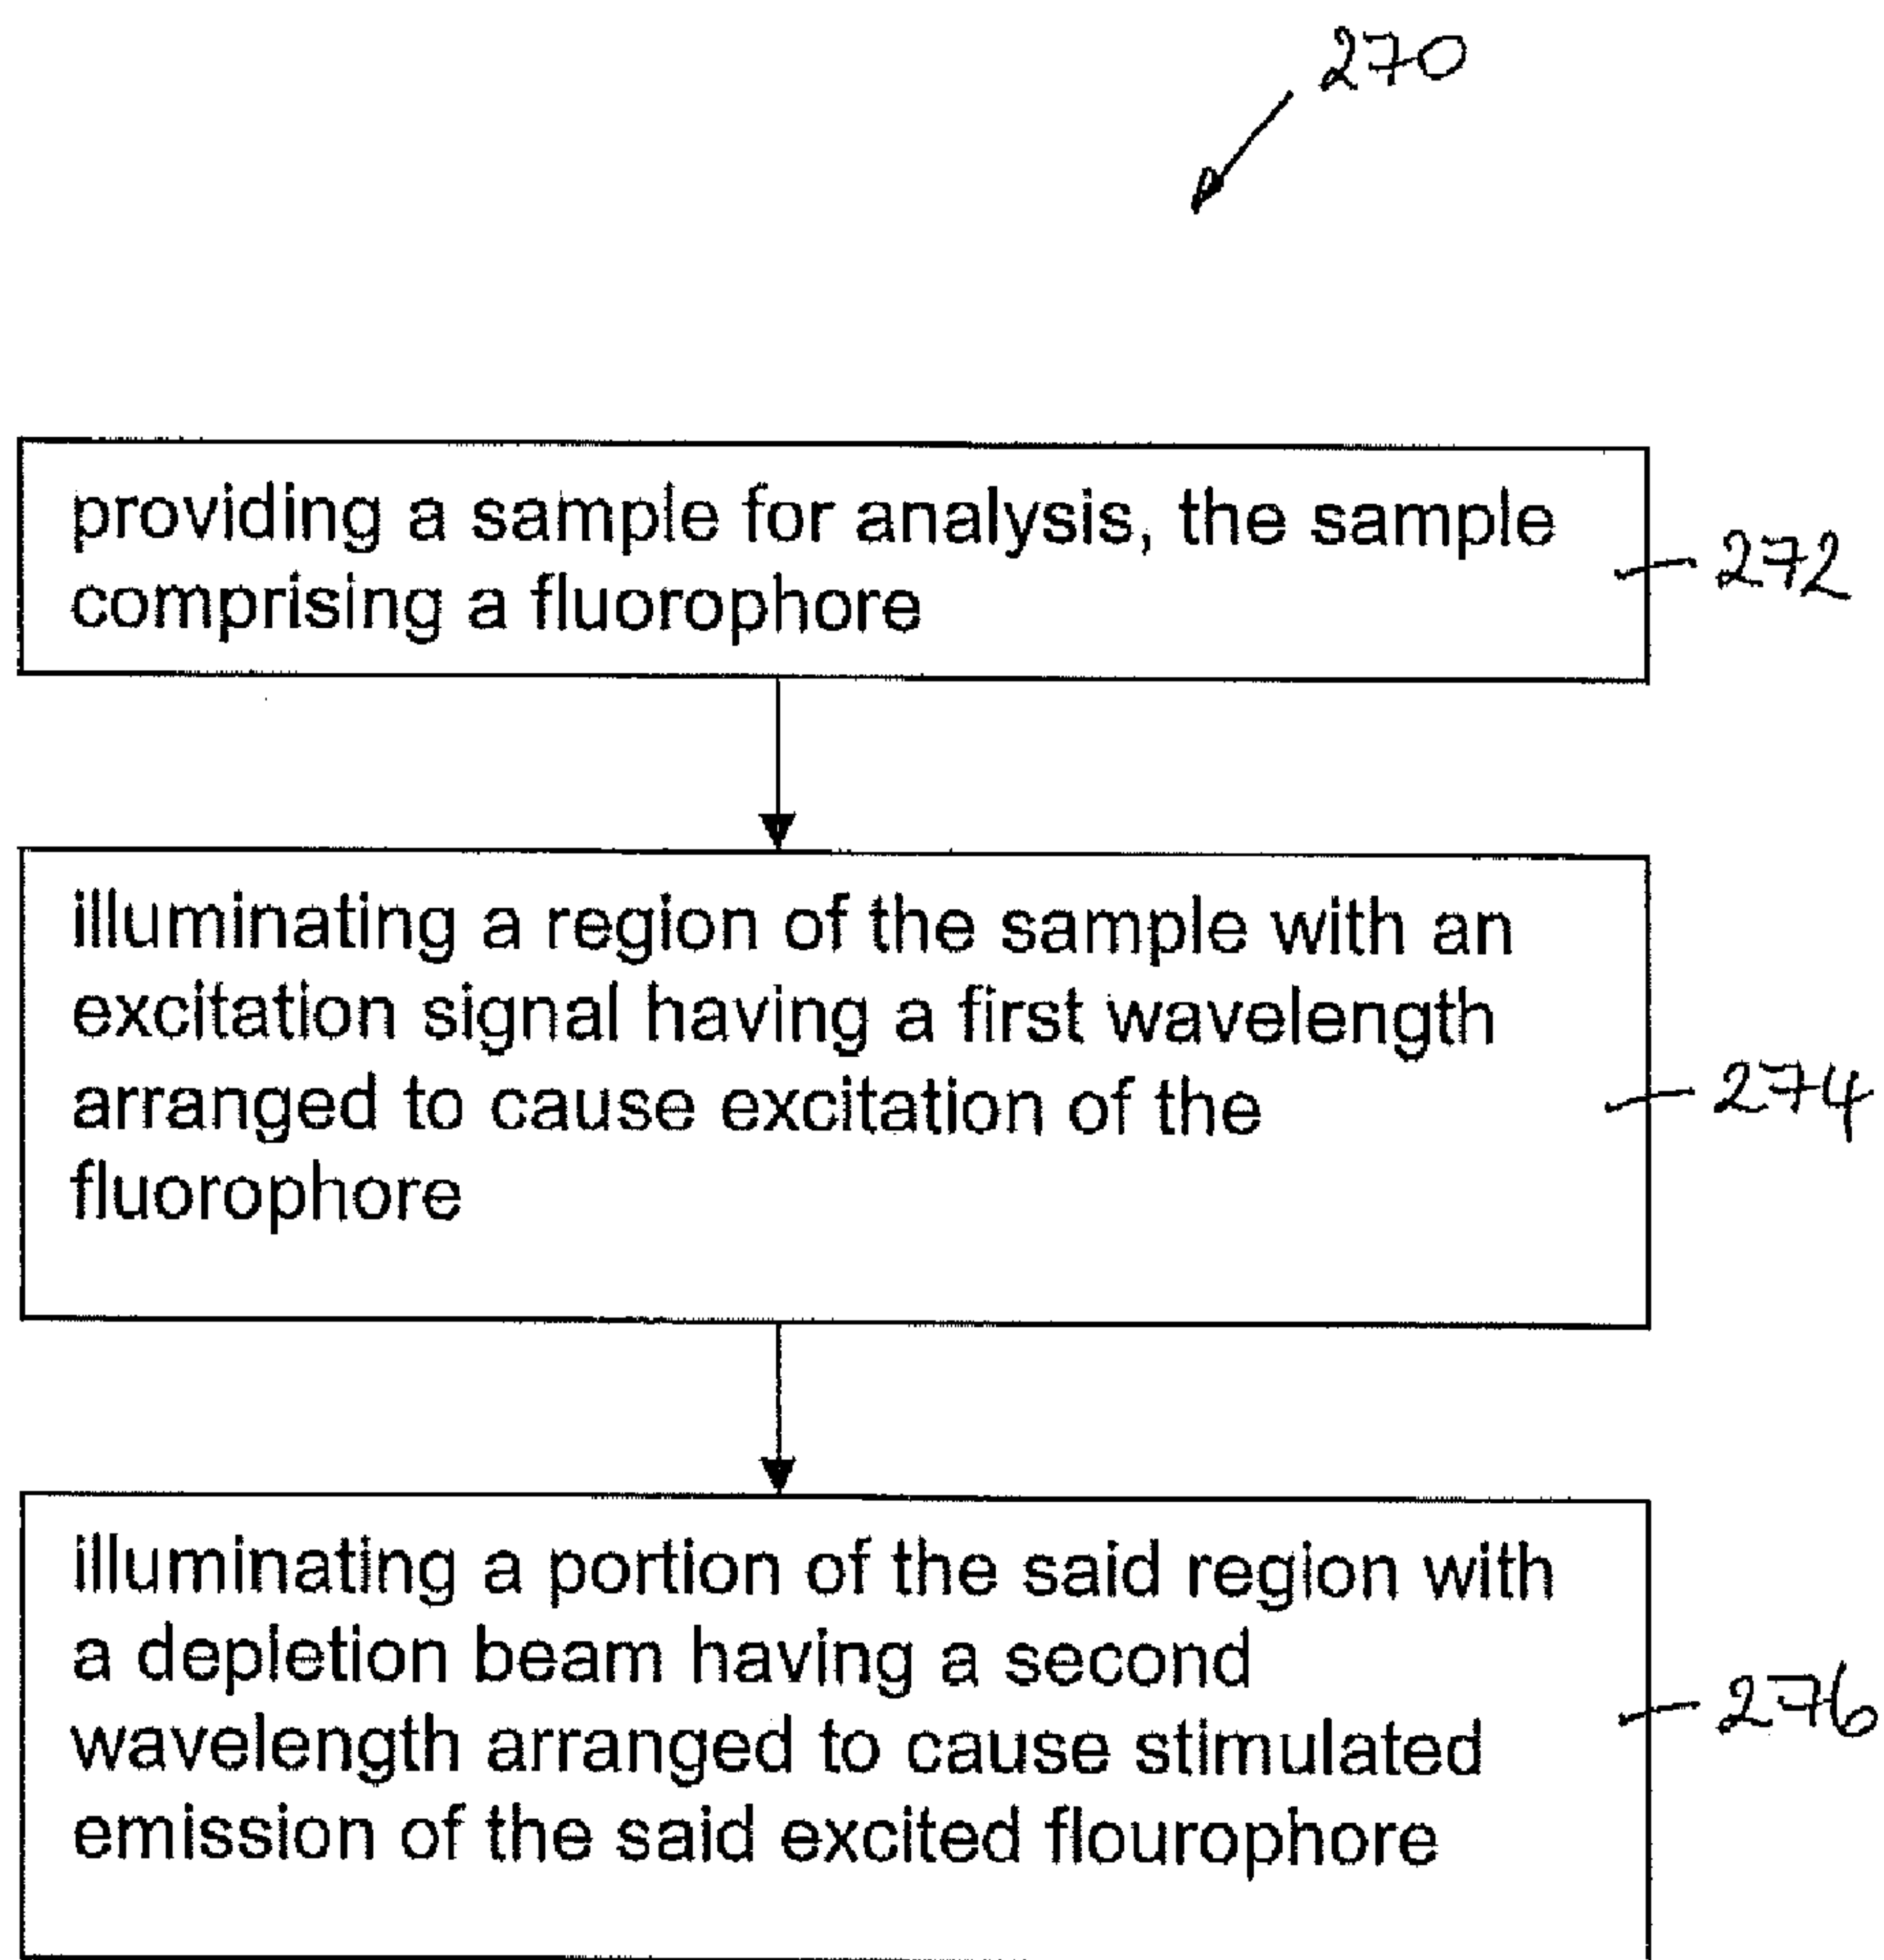 270
providing a sample for analysis, the sample
comprising a fluorophore
272
illuminating a region of the sample with an
excitation signal having a first wavelength
arranged to cause excitation of the
fluorophore
274
illuminating a portion of the said region with
a depletion beam having a second
wavelength arranged to cause stimulated
emission of the said excited flourophore
276